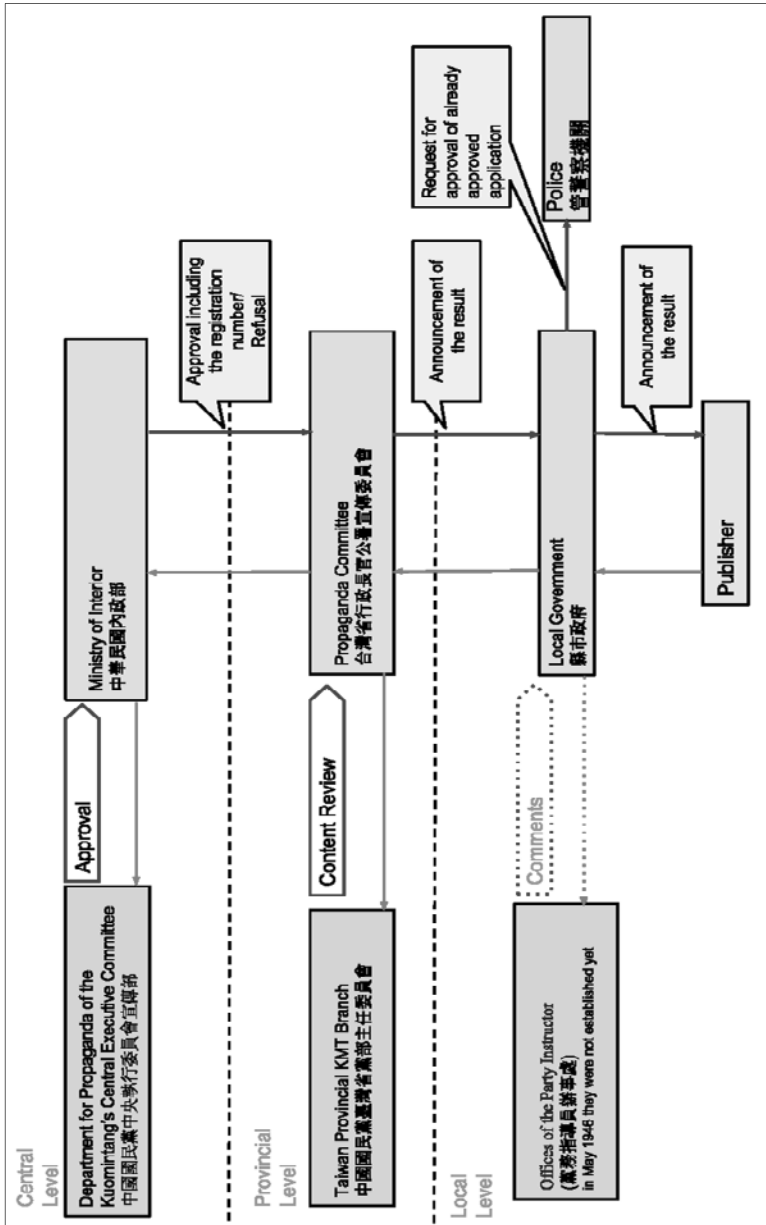 Central
Level
Department for Propaganda of the
Kuomintang's Central Executive Committee
中國國民黨中央執行委員會宣傳部
Approval
Ministry of Interior
中華民國內政部
Approval including
the registration
number/
Refusal
Provincial
Level
Taiwan Provincial KMT Branch
中國國民黨臺灣省黨部主任委員會
Content Review
Propaganda Committee
台灣省行政長官公署宣傳委員會
Announcement of
the result
Local
Level
Offices of the Party Instructor
(黨務指導員辦事處)
in May 1946 they were not established yet
Comments
Local Government
縣市政府
Request for
approval of already
approved
application
Police
管警察機關
Announcement of
the result
Publisher